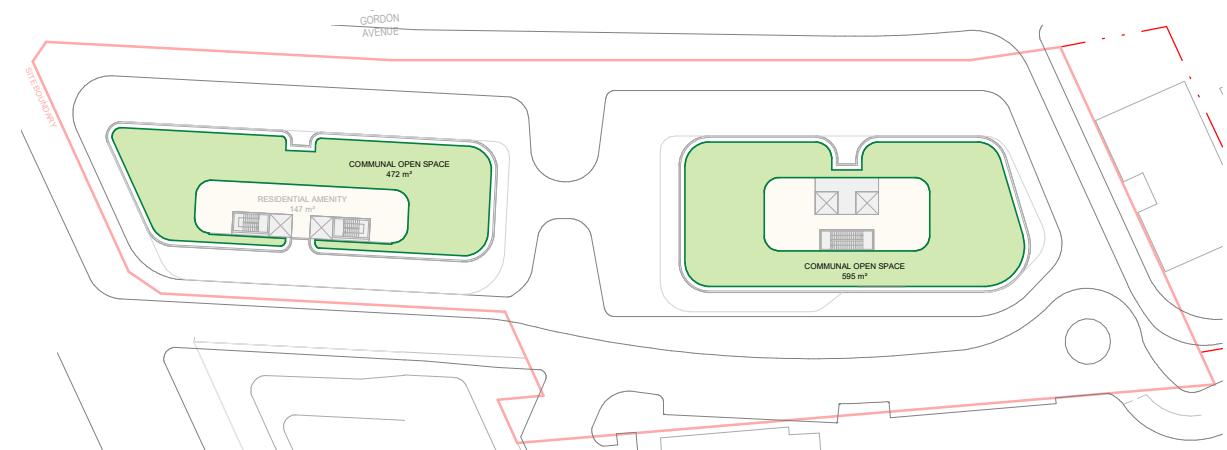 GORDON
AVENUE
SITE BOUNDARY
COMMUNAL OPEN SPACE
472 m²
RESIDENTIAL AMENITY
147 m²
COMMUNAL OPEN SPACE
595 m²